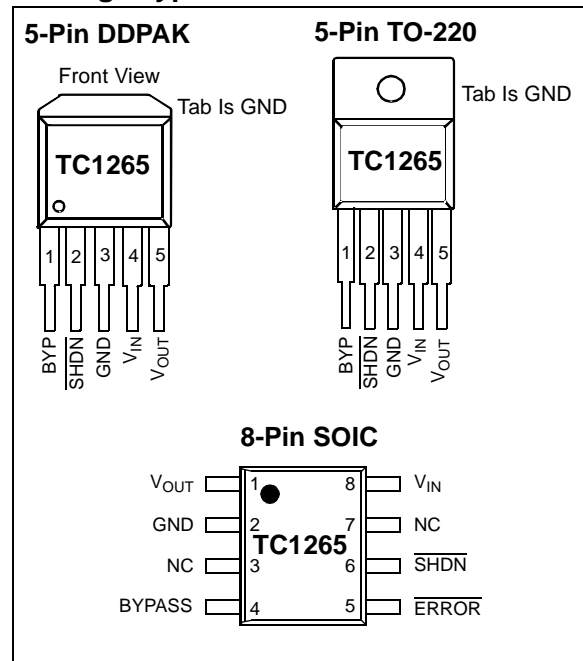 5-Pin DDPAK
Front View
Tab Is GND
TC1265
1 2 3 4 5
BYP
SHDN
GND
VIN
VOUT
5-Pin TO-220
Tab Is GND
TC1265
1 2 3 4 5
BYP
SHDN
GND
VIN
VOUT
8-Pin SOIC
VOUT 1 8 VIN
GND 2 7 NC
TC1265
NC 3 6 SHDN
BYPASS 4 5 ERROR